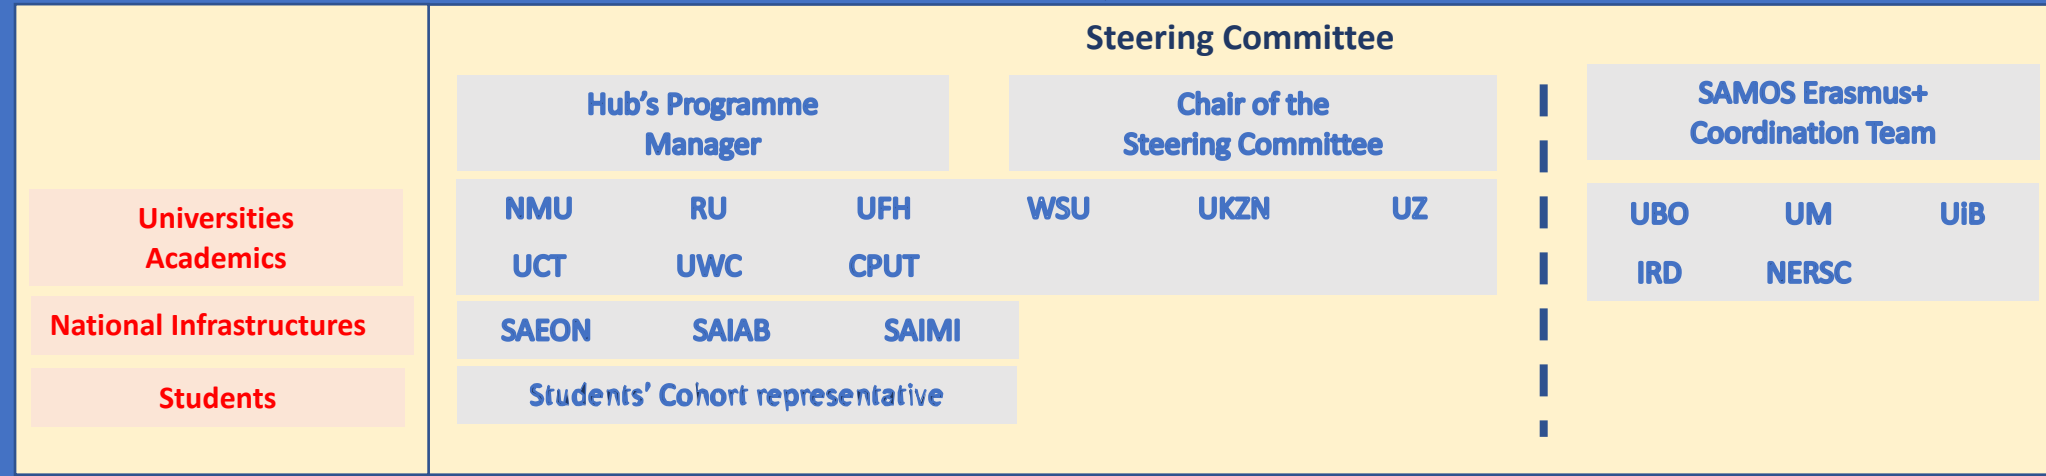 Steering Committee
Hub's Programme
Manager
Chair of the
Steering Committee
SAMOS Erasmus+
Coordination Team
Universities
Academics
NMU RU UFH WSU UKZN UZ
UCT UWC CPUT
UBO UM UiB
IRD NERSC
National Infrastructures
SAEON SAIAB SAIMI
Students
Students' Cohort representative